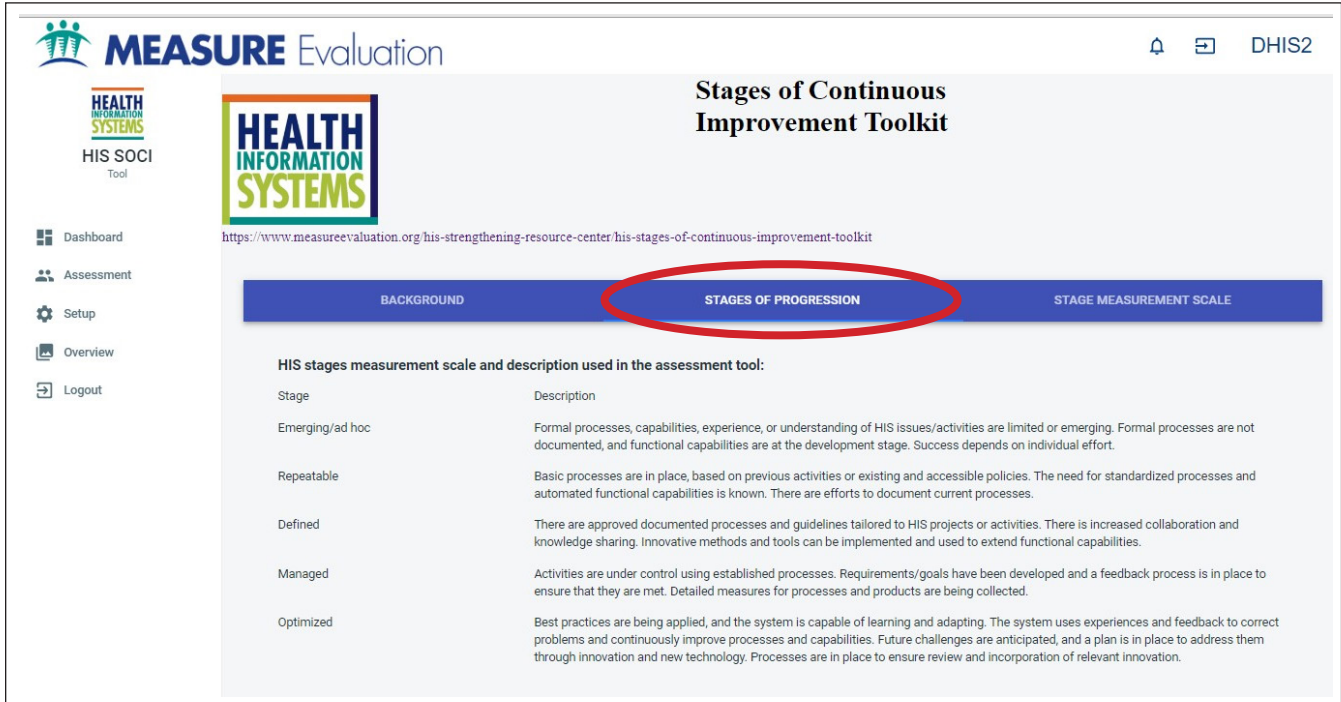 MEASURE Evaluation
DHIS2
HEALTH
INFORMATION
SYSTEMS
HIS SOCI
Tool
Dashboard
Assessment
Setup
Overview
Logout
HEALTH
INFORMATION
SYSTEMS
Stages of Continuous
Improvement Toolkit
https://www.measureevaluation.org/his-strengthening-resource-center/his-stages-of-continuous-improvement-toolkit
BACKGROUND STAGES OF PROGRESSION STAGE MEASUREMENT SCALE
HIS stages measurement scale and description used in the assessment tool:
Stage Description
Emerging/ad hoc Formal processes, capabilities, experience, or understanding of HIS issues/activities are limited or emerging. Formal processes are not
documented, and functional capabilities are at the development stage. Success depends on individual effort.
Repeatable Basic processes are in place, based on previous activities or existing and accessible policies. The need for standardized processes and
automated functional capabilities is known. There are efforts to document current processes.
Defined There are approved documented processes and guidelines tailored to HIS projects or activities. There is increased collaboration and
knowledge sharing. Innovative methods and tools can be implemented and used to extend functional capabilities.
Managed Activities are under control using established processes. Requirements/goals have been developed and a feedback process is in place to
ensure that they are met. Detailed measures for processes and products are being collected.
Optimized Best practices are being applied, and the system is capable of learning and adapting. The system uses experiences and feedback to correct
problems and continuously improve processes and capabilities. Future challenges are anticipated, and a plan is in place to address them
through innovation and new technology. Processes are in place to ensure review and incorporation of relevant innovation.